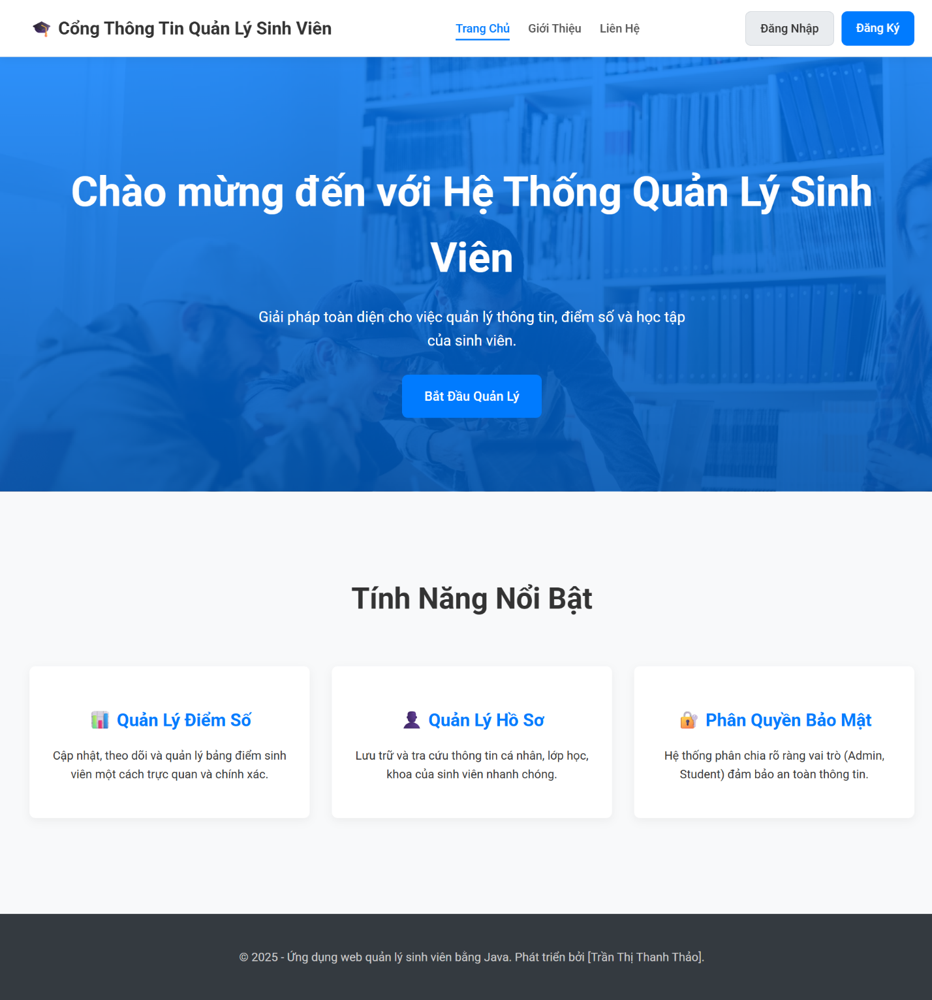 Cổng Thông Tin Quản Lý Sinh Viên
Trang Chủ
Giới Thiệu
Liên Hệ
Đăng Nhập
Đăng Ký
Chào mừng đến với Hệ Thống Quản Lý Sinh
Viên
Giải pháp toàn diện cho việc quản lý thông tin, điểm số và học tập
của sinh viên.
Bắt Đầu Quản Lý
Tính Năng Nổi Bật
Quản Lý Điểm Số
Cập nhật, theo dõi và quản lý bảng điểm sinh
viên một cách trực quan và chính xác.
Quản Lý Hồ Sơ
Lưu trữ và tra cứu thông tin cá nhân, lớp học,
khoa của sinh viên nhanh chóng.
Phân Quyền Bảo Mật
Hệ thống phân chia rõ ràng vai trò (Admin,
Student) đảm bảo an toàn thông tin.
© 2025 - Ứng dụng web quản lý sinh viên bằng Java. Phát triển bởi [Trần Thị Thanh Thảo].